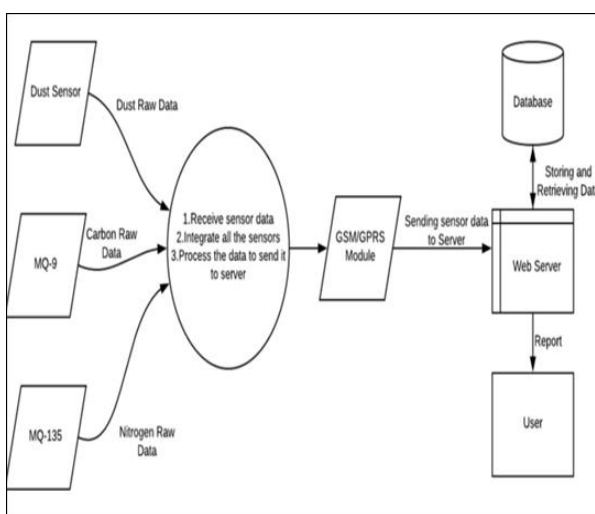 Dust Sensor
Dust Raw Data
MQ-9
Carbon Raw
Data
MQ-135
Nitrogen Raw
Data
1.Receive sensor data
2.Integrate all the sensors
3.Process the data to send it
to server
GSM/GPRS
Module
Sending sensor data
to Server
Database
Storing and
Retrieving Dat
Web Server
Report
User